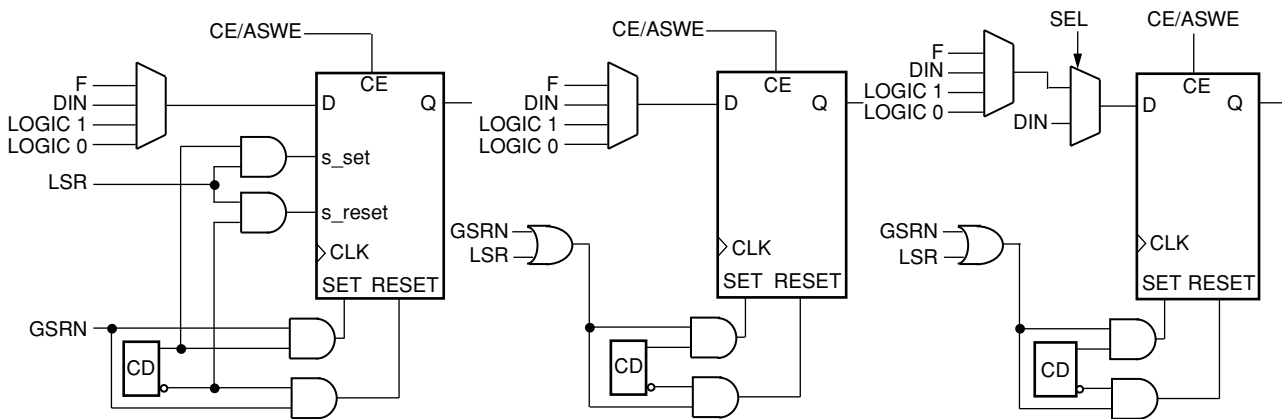 CE/ASWE
F
DIN
LOGIC 1
LOGIC 0
CE
D
Q
LSR
s_set
s_reset
CLK
SET RESET
GSRN
CD
CE/ASWE
F
DIN
LOGIC 1
LOGIC 0
CE
D
Q
GSRN
LSR
CLK
SET RESET
CD
SEL
CE/ASWE
F
DIN
LOGIC 1
LOGIC 0
DIN
CE
D
Q
GSRN
LSR
CLK
SET RESET
CD